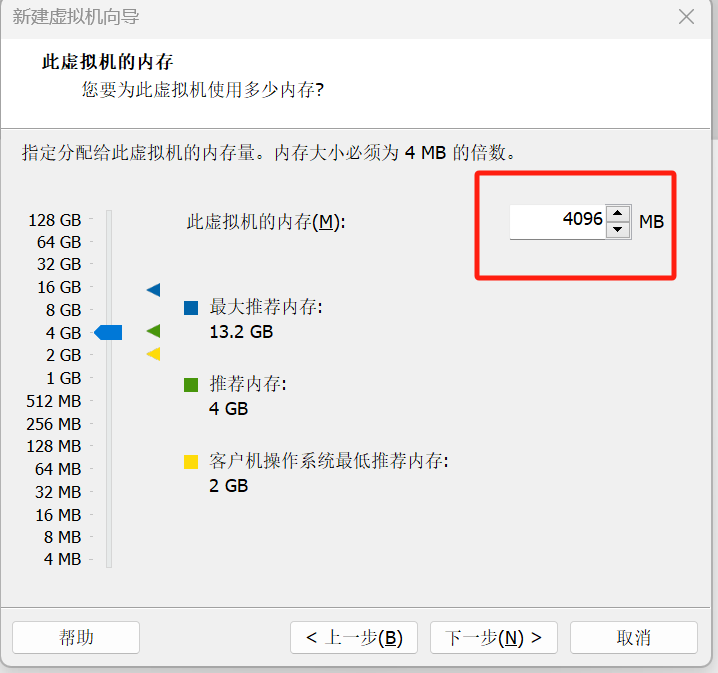 新建虚拟机向导
此虚拟机的内存
您要为此虚拟机使用多少内存?
指定分配给此虚拟机的内存量。内存大小必须为 4 MB 的倍数。
128 GB
64 GB
32 GB
16 GB
8 GB
4 GB
2 GB
1 GB
512 MB
256 MB
128 MB
64 MB
32 MB
16 MB
8 MB
4 MB
此虚拟机的内存(M): 4096 MB
最大推荐内存:
13.2 GB
推荐内存:
4 GB
客户机操作系统最低推荐内存:
2 GB
帮助 < 上一步(B) 下一步(N) > 取消